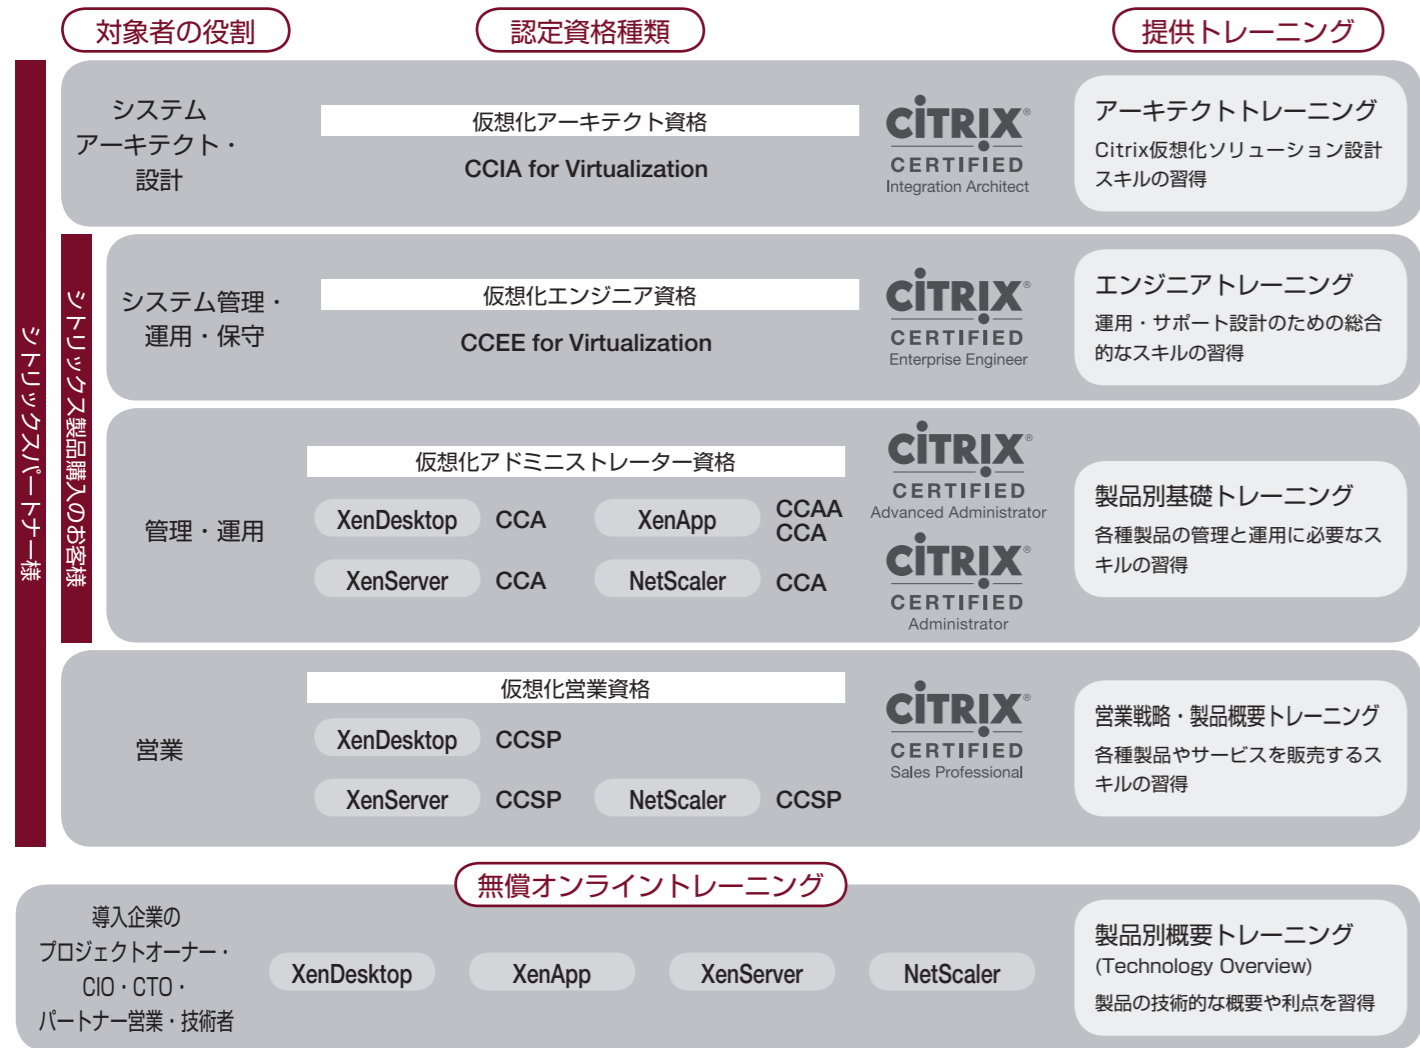 対象者の役割
認定資格種類
提供トレーニング
シトリックスパートナー様
システム
アーキテクト・
設計
仮想化アーキテクト資格
CCIA for Virtualization
CiTRIX®
CERTIFIED
Integration Architect
アーキテクトトレーニング
Citrix仮想化ソリューション設計
スキルの習得
シトリックス製品購入のお客様
システム管理・
運用・保守
仮想化エンジニア資格
CCEE for Virtualization
CiTRIX®
CERTIFIED
Enterprise Engineer
エンジニアトレーニング
運用・サポート設計のための総合
的なスキルの習得
管理・運用
仮想化アドミニストレーター資格
XenDesktop CCA XenApp CCAA
CCA
XenServer CCA NetScaler CCA
CiTRIX®
CERTIFIED
Advanced Administrator
CiTRIX®
CERTIFIED
Administrator
製品別基礎トレーニング
各種製品の管理と運用に必要なス
キルの習得
営業
仮想化営業資格
XenDesktop CCSP
XenServer CCSP NetScaler CCSP
CiTRIX®
CERTIFIED
Sales Professional
営業戦略・製品概要トレーニング
各種製品やサービスを販売するス
キルの習得
無償オンライントレーニング
導入企業の
プロジェクトオーナー・
CIO・CTO・
パートナー営業・技術者
XenDesktop XenApp XenServer NetScaler
製品別概要トレーニング
(Technology Overview)
製品の技術的な概要や利点を習得